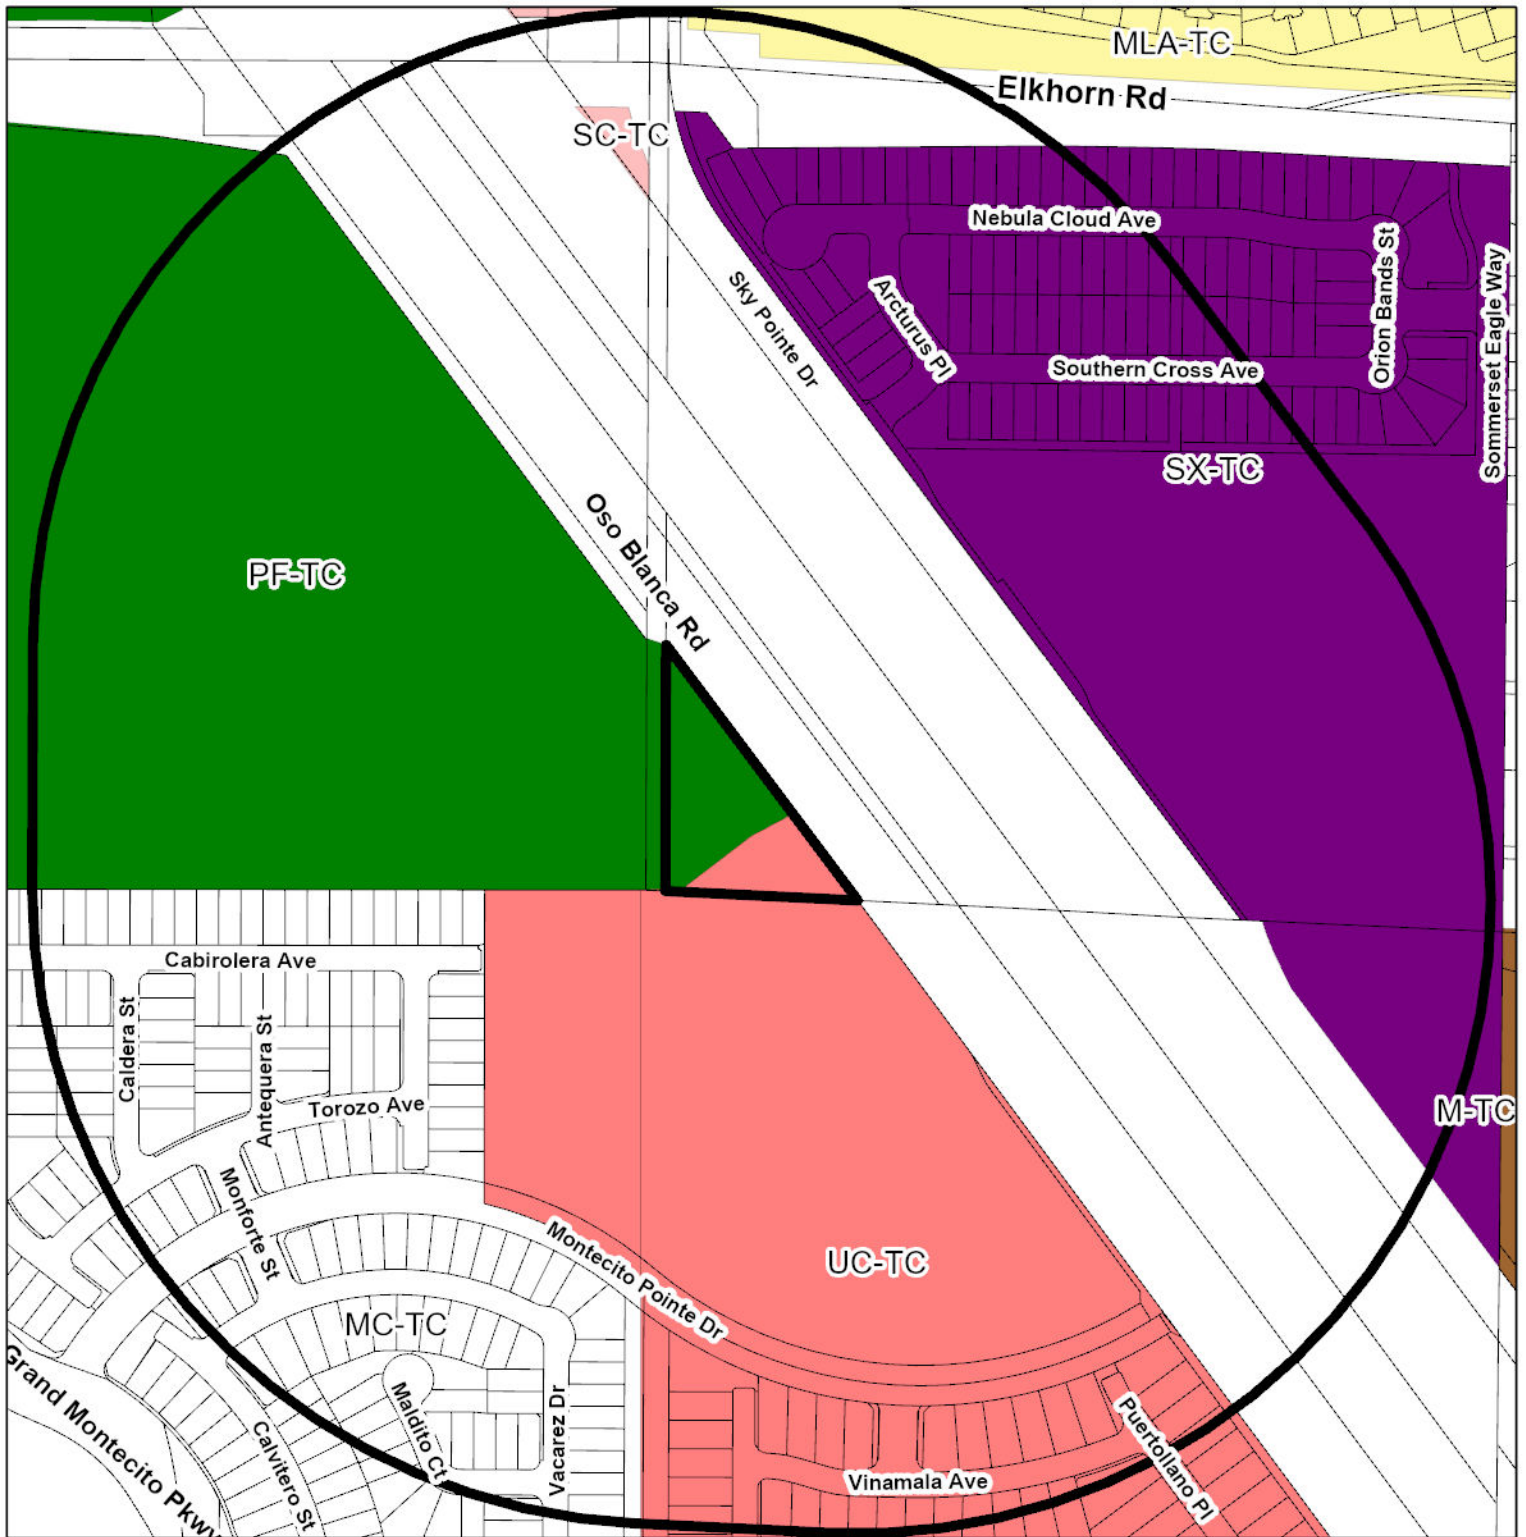 MLA-TC
Elkhorn Rd
SC-TC
Nebula Cloud Ave
Orion Bands St
Sommerset Eagle Way
Sky Pointe Dr
Arcturus Pl
Southern Cross Ave
SX-TC
Oso Blanca Rd
PF-TC
Cabirolera Ave
Caldera St
Antequera St
Torozo Ave
M-TC
Monforte St
Montecito Pointe Dr
UC-TC
MC-TC
Grand Montecito Pkwy
Calvitero St
Maldito Ct
Vacarez Dr
Puertollano Pl
Vinamala Ave